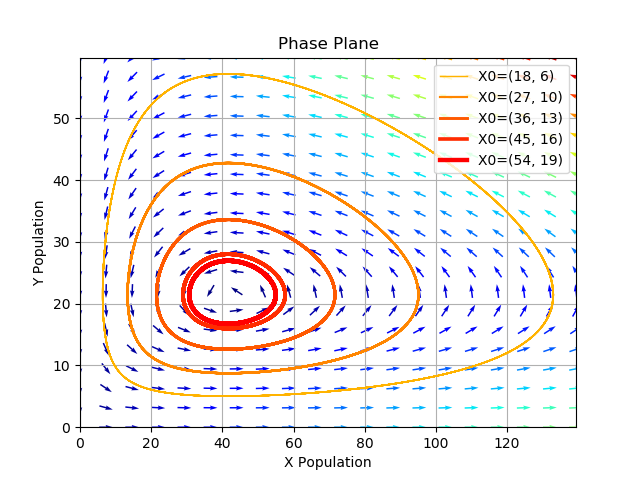 Phase Plane
X0=(18, 6)
X0=(27, 10)
X0=(36, 13)
X0=(45, 16)
X0=(54, 19)
Y Population
50
40
30
20
10
0
0 20 40 60 80 100 120
X Population